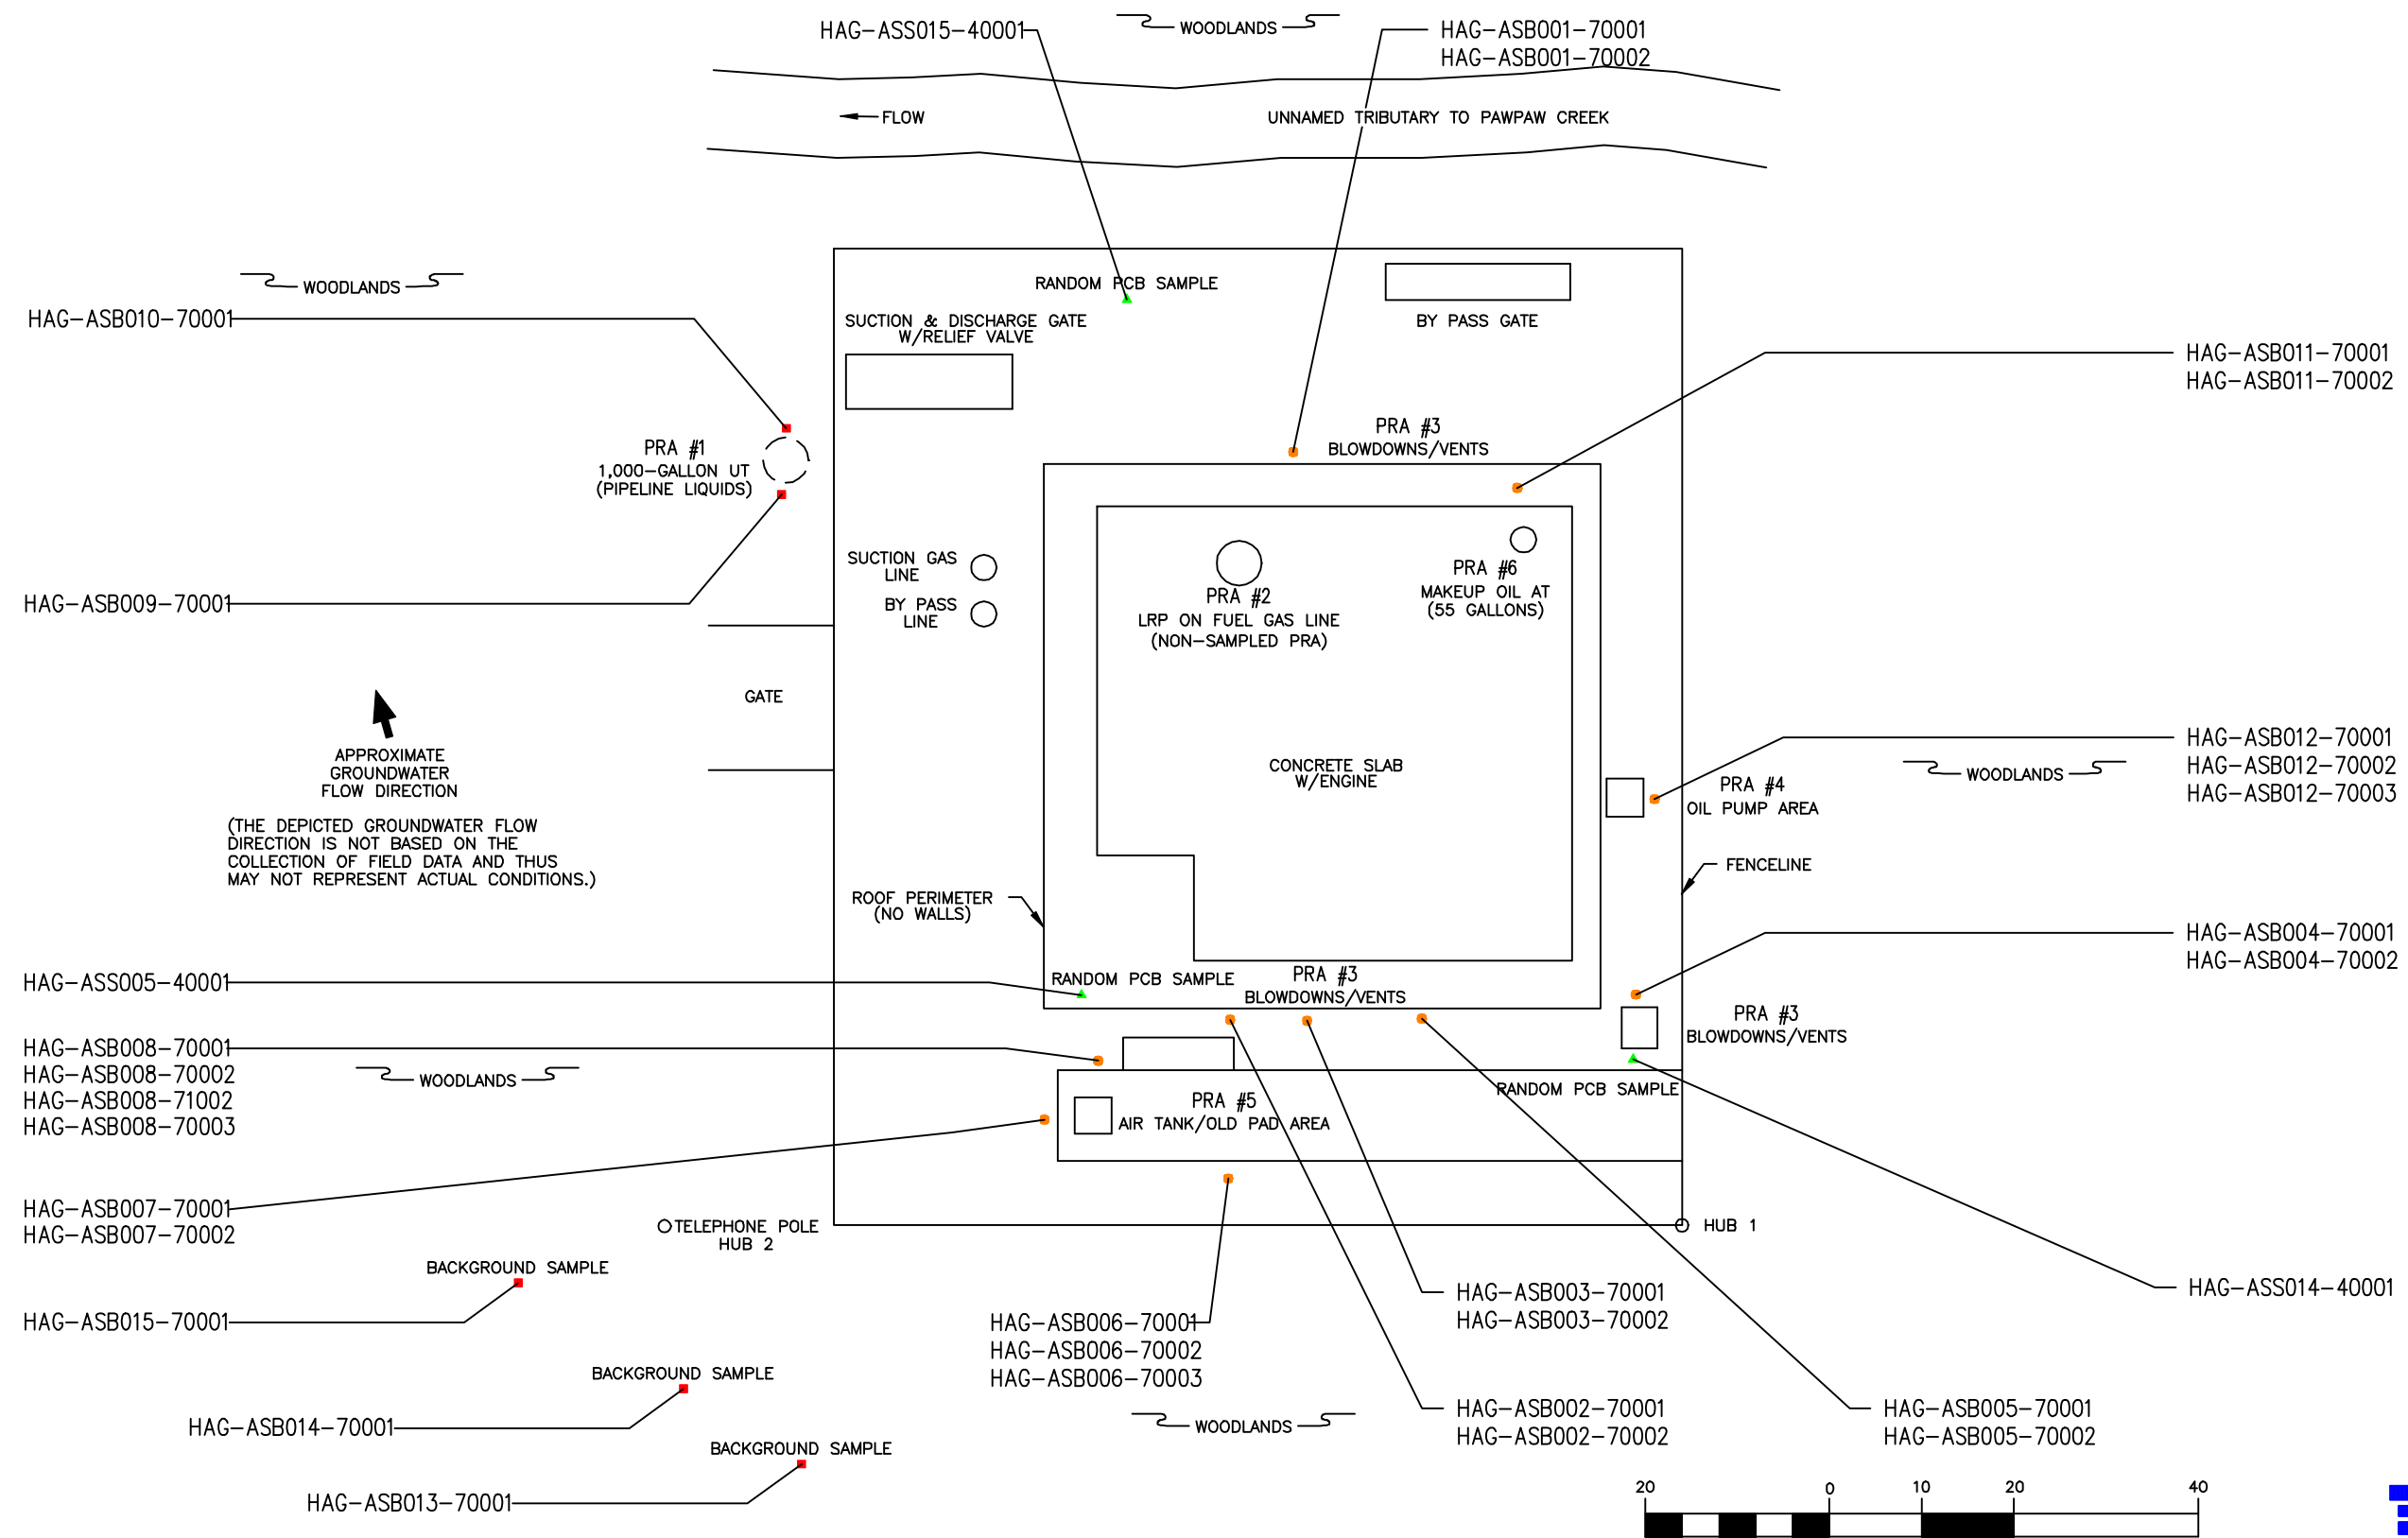 WOODLANDS
HAG-ASS015-40001
HAG-ASB001-70001
HAG-ASB001-70002
FLOW
UNNAMED TRIBUTARY TO PAWPAW CREEK
WOODLANDS
HAG-ASB010-70001
RANDOM PCB SAMPLE
SUCTION & DISCHARGE GATE
W/RELIEF VALVE
BY PASS GATE
HAG-ASB011-70001
HAG-ASB011-70002
PRA #3
BLOWDOWNS/VENTS
PRA #1
1,000-GALLON UT
(PIPELINE LIQUIDS)
SUCTION GAS
LINE
BY PASS
LINE
HAG-ASB009-70001
PRA #2
LRP ON FUEL GAS LINE
(NON-SAMPLED PRA)
PRA #6
MAKEUP OIL AT
(55 GALLONS)
GATE
APPROXIMATE
GROUNDWATER
FLOW DIRECTION
(THE DEPICTED GROUNDWATER FLOW
DIRECTION IS NOT BASED ON THE
COLLECTION OF FIELD DATA AND THUS
MAY NOT REPRESENT ACTUAL CONDITIONS.)
CONCRETE SLAB
W/ENGINE
HAG-ASB012-70001
HAG-ASB012-70002
HAG-ASB012-70003
WOODLANDS
PRA #4
OIL PUMP AREA
FENCELINE
ROOF PERIMETER
(NO WALLS)
HAG-ASB004-70001
HAG-ASB004-70002
HAG-ASS005-40001
RANDOM PCB SAMPLE
PRA #3
BLOWDOWNS/VENTS
PRA #3
BLOWDOWNS/VENTS
HAG-ASB008-70001
HAG-ASB008-70002
HAG-ASB008-71002
HAG-ASB008-70003
WOODLANDS
RANDOM PCB SAMPLE
PRA #5
AIR TANK/OLD PAD AREA
HAG-ASB007-70001
HAG-ASB007-70002
TELEPHONE POLE
HUB 2
HUB 1
BACKGROUND SAMPLE
HAG-ASB015-70001
HAG-ASB006-70001
HAG-ASB006-70002
HAG-ASB006-70003
HAG-ASB003-70001
HAG-ASB003-70002
HAG-ASS014-40001
BACKGROUND SAMPLE
HAG-ASB014-70001
WOODLANDS
HAG-ASB002-70001
HAG-ASB002-70002
HAG-ASB005-70001
HAG-ASB005-70002
BACKGROUND SAMPLE
HAG-ASB013-70001
20 0 10 20 40